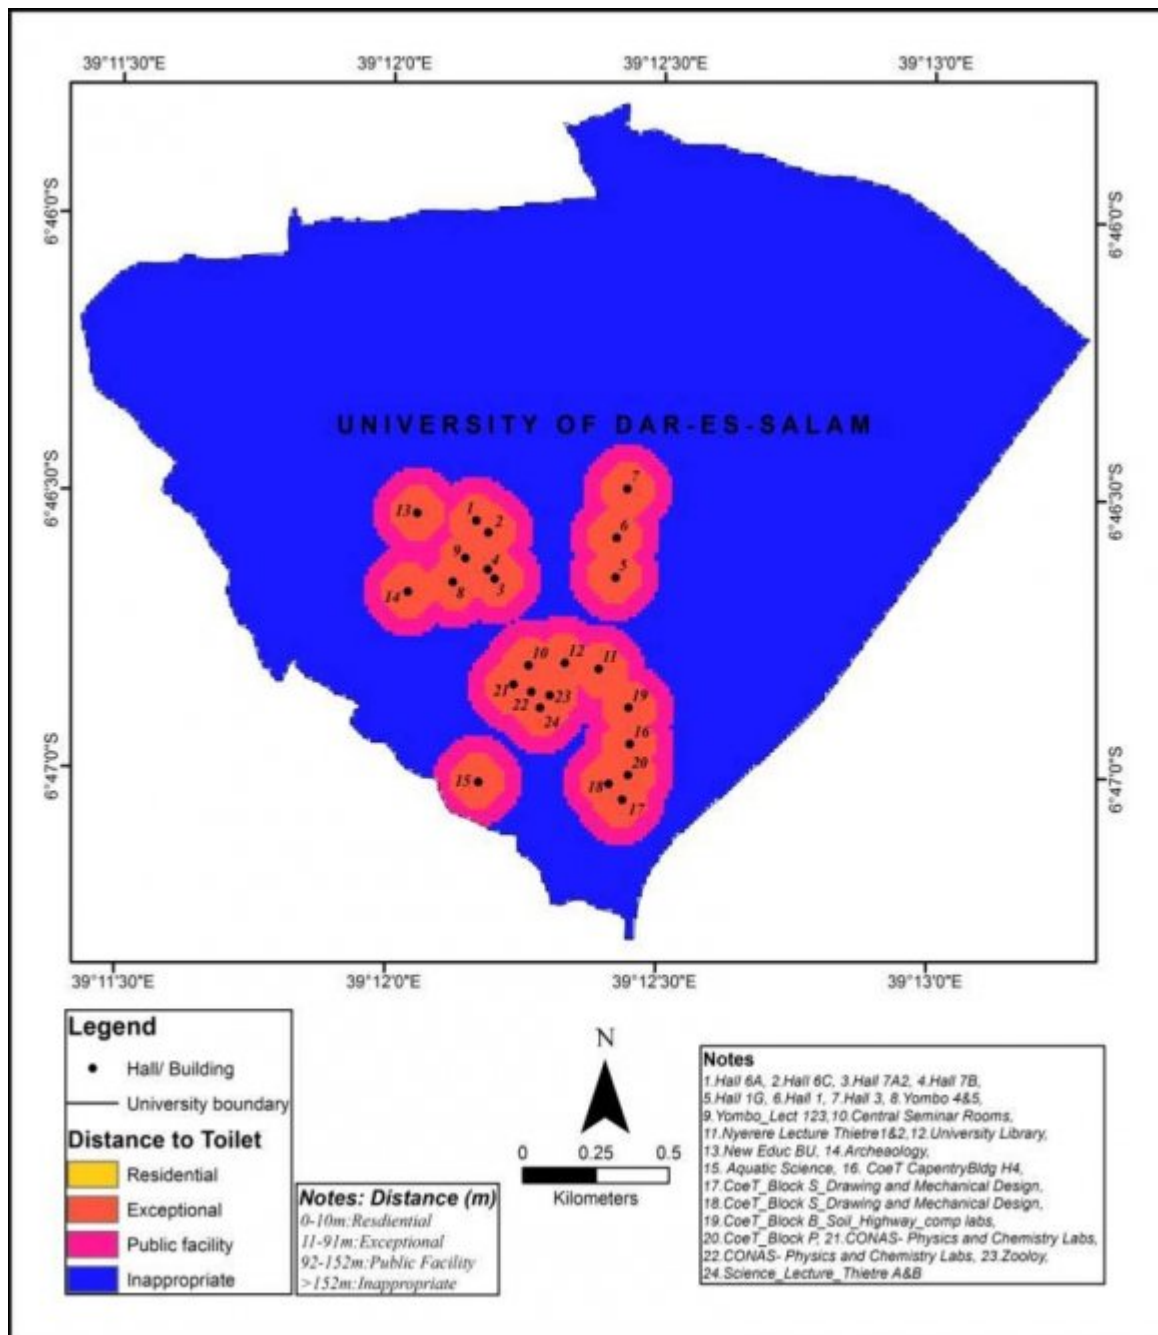 39°11'30"E 39°12'0"E 39°12'30"E 39°13'0"E
6°46'0"S 6°46'0"S
UNIVERSITY OF DAR-ES-SALAM
6°46'30"S 6°46'30"S
7
13 1 2
6
9 4
5
14 8 3
10 12 11
21 22 23 19
24
16
15 18 20
17
6°47'0"S 6°47'0"S
39°11'30"E 39°12'0"E 39°12'30"E 39°13'0"E
Legend
Hall/ Building
University boundary
Distance to Toilet
Residential
Exceptional
Public facility
Inappropriate
Notes: Distance (m)
0-10m:Resdiential
11-91m:Exceptional
92-152m:Public Facility
>152m:Inappropriate
N
0 0.25 0.5
Kilometers
Notes
1.Hall 6A, 2.Hall 6C, 3.Hall 7A2, 4.Hall 7B,
5.Hall 1G, 6.Hall 1, 7.Hall 3, 8.Yombo 4&5,
9.Yombo_Lect 123,10.Central Seminar Rooms,
11.Nyerere Lecture Thietre1&2,12.University Library,
13.New Educ BU, 14.Archeaology,
15. Aquatic Science, 16. CoeT CapentryBldg H4,
17.CoeT_Block S_Drawing and Mechanical Design,
18.CoeT_Block S_Drawing and Mechanical Design,
19.CoeT_Block B_Soil_Highway_comp labs,
20.CoeT_Block P, 21.CONAS- Physics and Chemistry Labs,
22.CONAS- Physics and Chemistry Labs, 23.Zooloy,
24.Science_Lecture_Thietre A&B